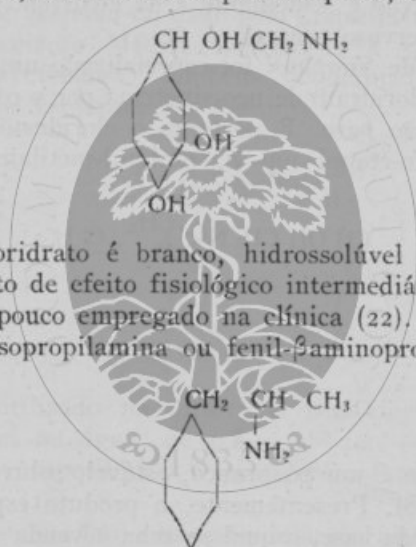 CH OH CH₂ NH₂
OH
OH
oridrato é branco, hidrossolúvel
to de efeito fisiológico intermediá
pouco empregado na clínica (22).
sopropilamina ou fenil-βaminopro
CH₂ CH CH₃
NH₂
1833